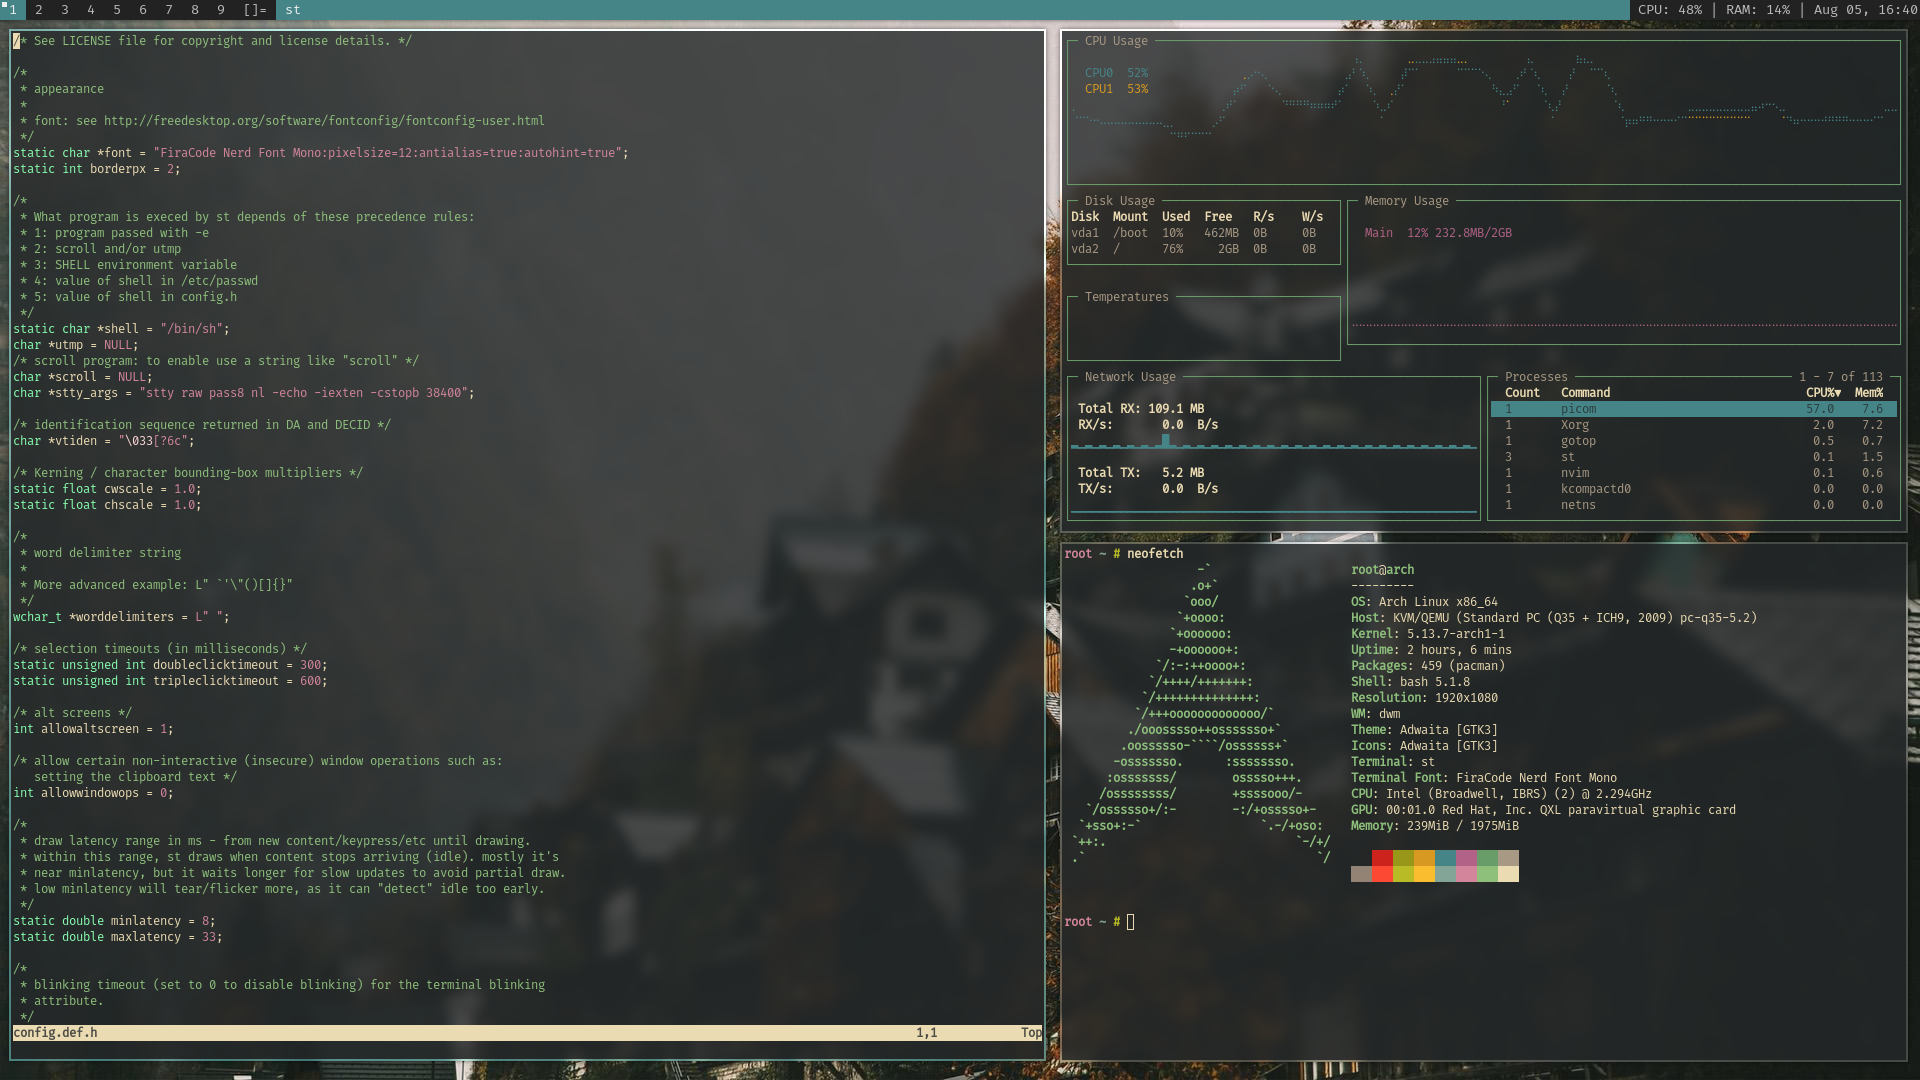 1 2 3 4 5 6 7 8 9 []= st CPU: 48% | RAM: 14% | Aug 05, 16:40
/* See LICENSE file for copyright and license details. */
/*
 * appearance
 *
 * font: see http://freedesktop.org/software/fontconfig/fontconfig-user.html
 */
static char *font = "FiraCode Nerd Font Mono:pixelsize=12:antialias=true:autohint=true";
static int borderpx = 2;
/*
 * What program is execed by st depends of these precedence rules:
 * 1: program passed with -e
 * 2: scroll and/or utmp
 * 3: SHELL environment variable
 * 4: value of shell in /etc/passwd
 * 5: value of shell in config.h
 */
static char *shell = "/bin/sh";
char *utmp = NULL;
/* scroll program: to enable use a string like "scroll" */
char *scroll = NULL;
char *stty_args = "stty raw pass8 nl -echo -iexten -cstopb 38400";
/* identification sequence returned in DA and DECID */
char *vtiden = "\033[?6c";
/* Kerning / character bounding-box multipliers */
static float cwscale = 1.0;
static float chscale = 1.0;
/*
 * word delimiter string
 *
 * More advanced example: L" `'\"()[]{}"
 */
wchar_t *worddelimiters = L" ";
/* selection timeouts (in milliseconds) */
static unsigned int doubleclicktimeout = 300;
static unsigned int tripleclicktimeout = 600;
/* alt screens */
int allowaltscreen = 1;
/* allow certain non-interactive (insecure) window operations such as:
   setting the clipboard text */
int allowwindowops = 0;
/*
 * draw latency range in ms - from new content/keypress/etc until drawing.
 * within this range, st draws when content stops arriving (idle). mostly it's
 * near minlatency, but it waits longer for slow updates to avoid partial draw.
 * low minlatency will tear/flicker more, as it can "detect" idle too early.
 */
static double minlatency = 8;
static double maxlatency = 33;
/*
 * blinking timeout (set to 0 to disable blinking) for the terminal blinking
 * attribute.
 */
config.def.h 1,1 Top
CPU Usage
CPU0 52%
CPU1 53%
Disk Usage
Disk Mount Used Free R/s W/s
vda1 /boot 10% 462MB 0B 0B
vda2 / 76% 2GB 0B 0B
Memory Usage
Main 12% 232.8MB/2GB
Temperatures
Network Usage
Total RX: 109.1 MB
RX/s: 0.0 B/s
Total TX: 5.2 MB
TX/s: 0.0 B/s
Processes 1 - 7 of 113
Count Command CPU%▼ Mem%
1 picom 57.0 7.6
1 Xorg 2.0 7.2
1 gotop 0.5 0.7
3 st 0.1 1.5
1 nvim 0.1 0.6
1 kcompactd0 0.0 0.0
1 netns 0.0 0.0
root ~ # neofetch
                   -`
                  .o+`
                 `ooo/
                `+oooo:
               `+oooooo:
               -+oooooo+:
             `/:-:++oooo+:
            `/++++/+++++++:
           `/++++++++++++++:
          `/+++ooooooooooooo/`
         ./ooosssso++osssssso+`
        .oossssso-````/ossssss+`
       -osssssso.      :ssssssso.
      :osssssss/        osssso+++.
     /ossssssss/        +ssssooo/-
   `/ossssso+/:-        -:/+osssso+-
  `+sso+:-`                 `.-/+oso:
 `++:.                           `-/+/
 .`                                 `/
root@arch
---------
OS: Arch Linux x86_64
Host: KVM/QEMU (Standard PC (Q35 + ICH9, 2009) pc-q35-5.2)
Kernel: 5.13.7-arch1-1
Uptime: 2 hours, 6 mins
Packages: 459 (pacman)
Shell: bash 5.1.8
Resolution: 1920x1080
WM: dwm
Theme: Adwaita [GTK3]
Icons: Adwaita [GTK3]
Terminal: st
Terminal Font: FiraCode Nerd Font Mono
CPU: Intel (Broadwell, IBRS) (2) @ 2.294GHz
GPU: 00:01.0 Red Hat, Inc. QXL paravirtual graphic card
Memory: 239MiB / 1975MiB
root ~ #